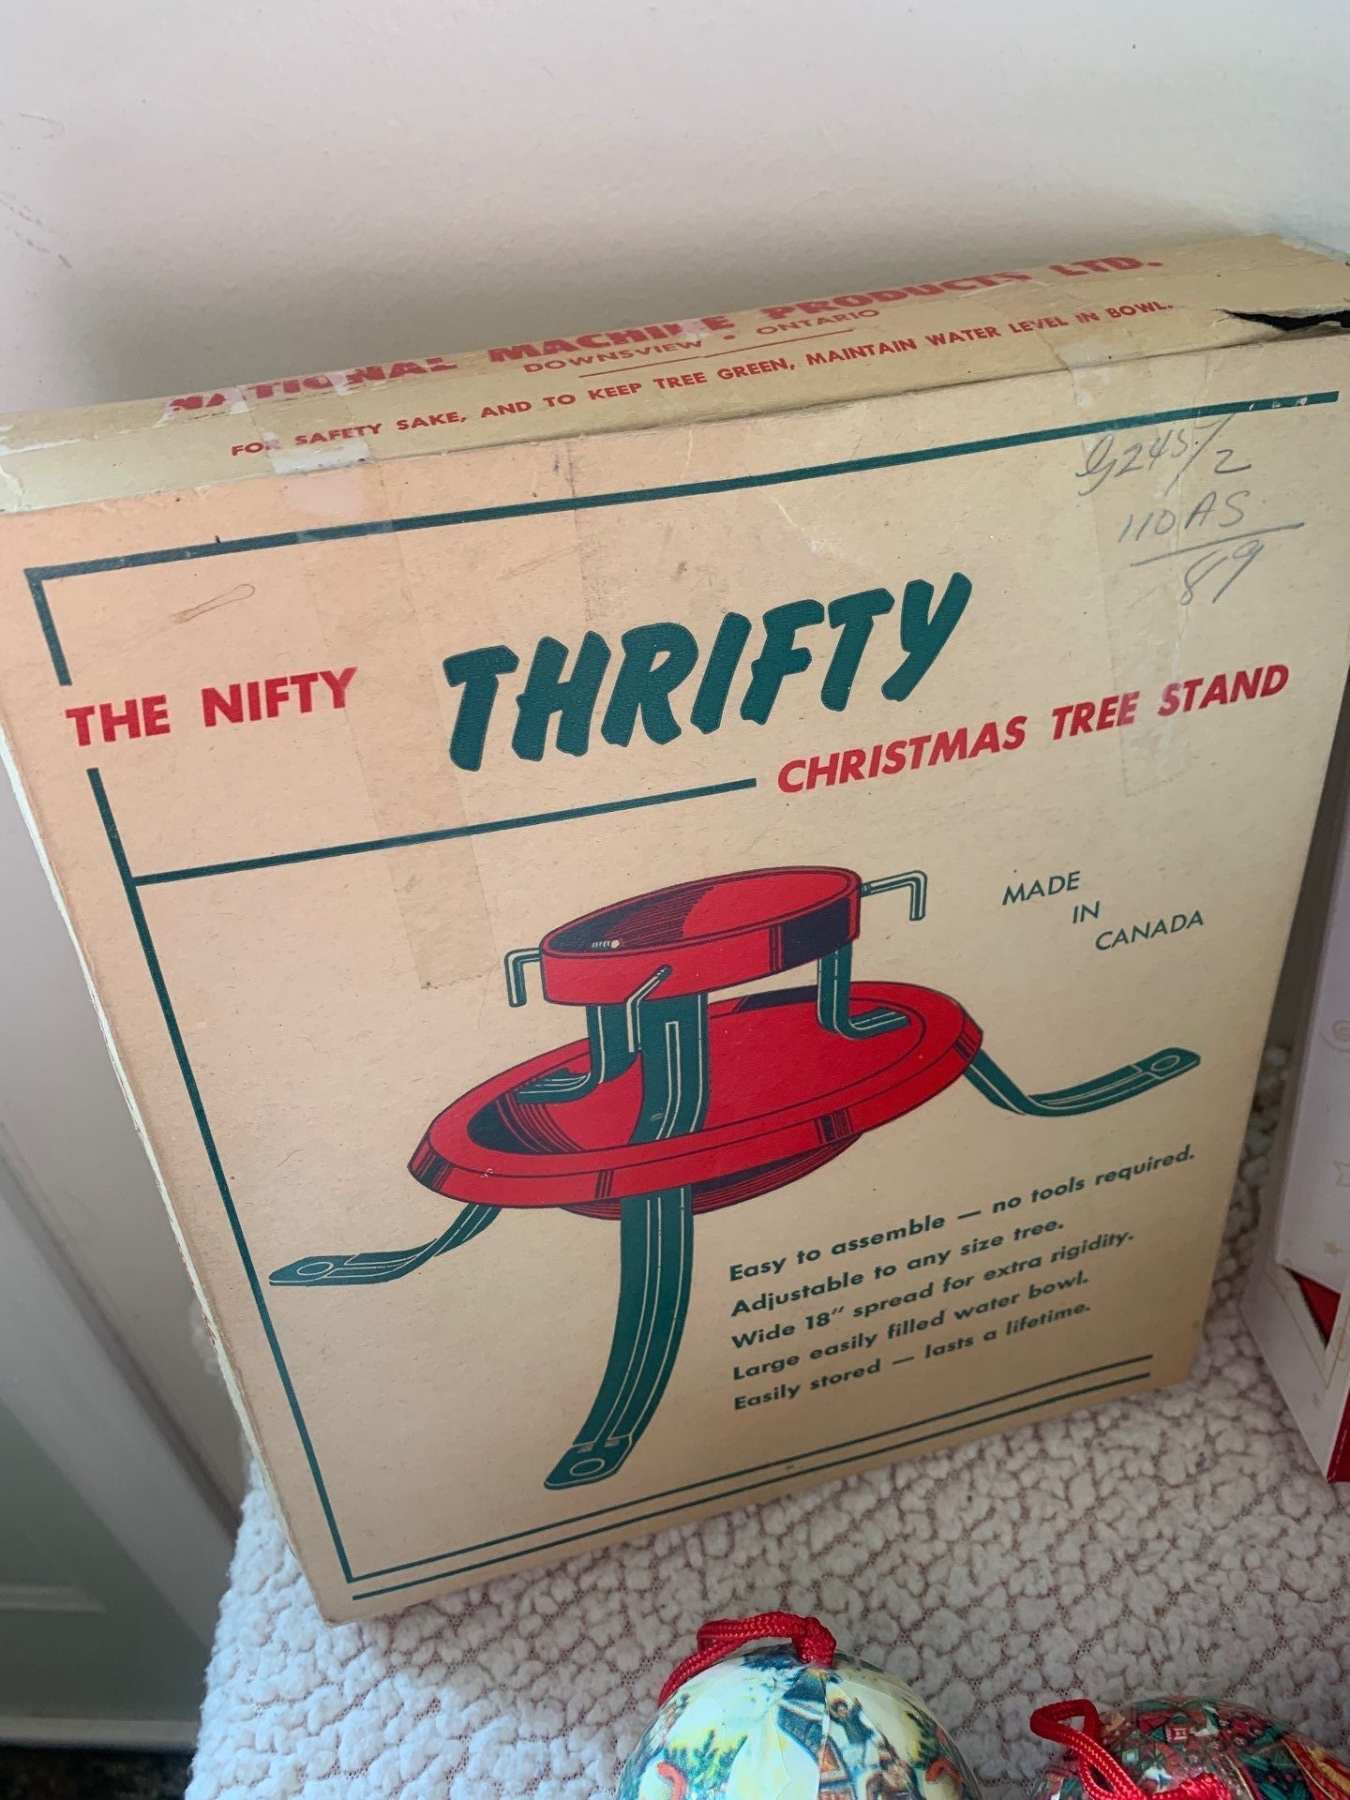 NATIONAL MACHINE PRODUCTS LTD.
DOWNSVIEW - ONTARIO
FOR SAFETY SAKE, AND TO KEEP TREE GREEN, MAINTAIN WATER LEVEL IN BOWL.
110 AS
89
THE NIFTY THRIFTY
CHRISTMAS TREE STAND
MADE
IN
CANADA
Easy to assemble — no tools required.
Adjustable to any size tree.
Wide 18" spread for extra rigidity.
Large easily filled water bowl.
Easily stored — lasts a lifetime.